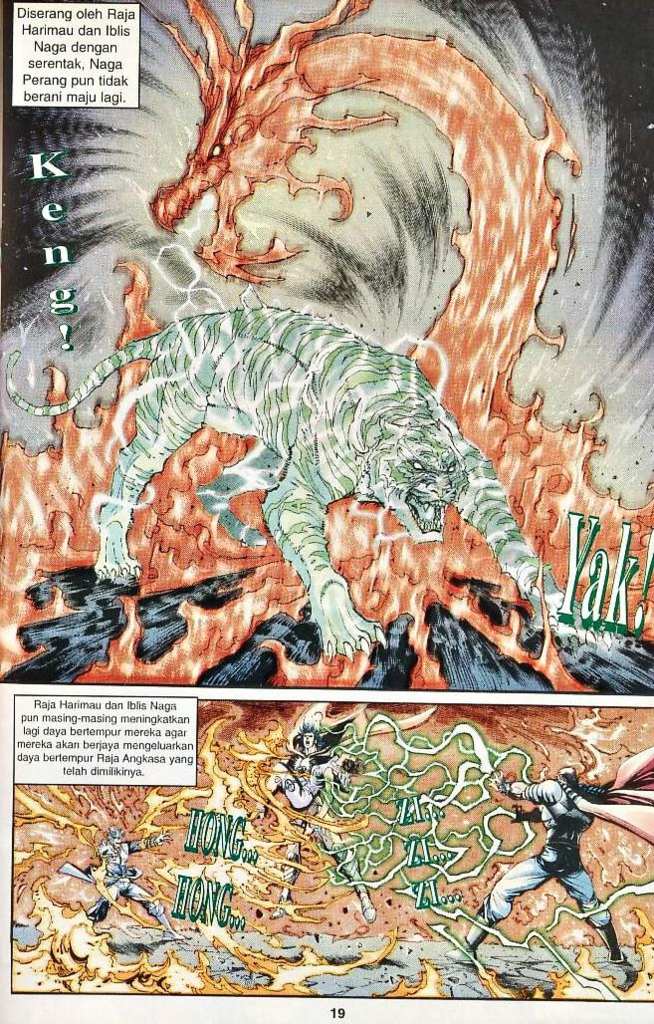 Diserang oleh Raja
Harimau dan Iblis
Naga dengan
serentak, Naga
Perang pun tidak
berani maju lagi.
Keng!
Yak!
Raja Harimau dan Iblis Naga
pun masing-masing meningkatkan
lagi daya bertempur mereka agar
mereka akan berjaya mengeluarkan
daya bertempur Raja Angkasa yang
telah dimilikinya.
HONG...
HONG...
ZI...
ZI...
ZI...
19